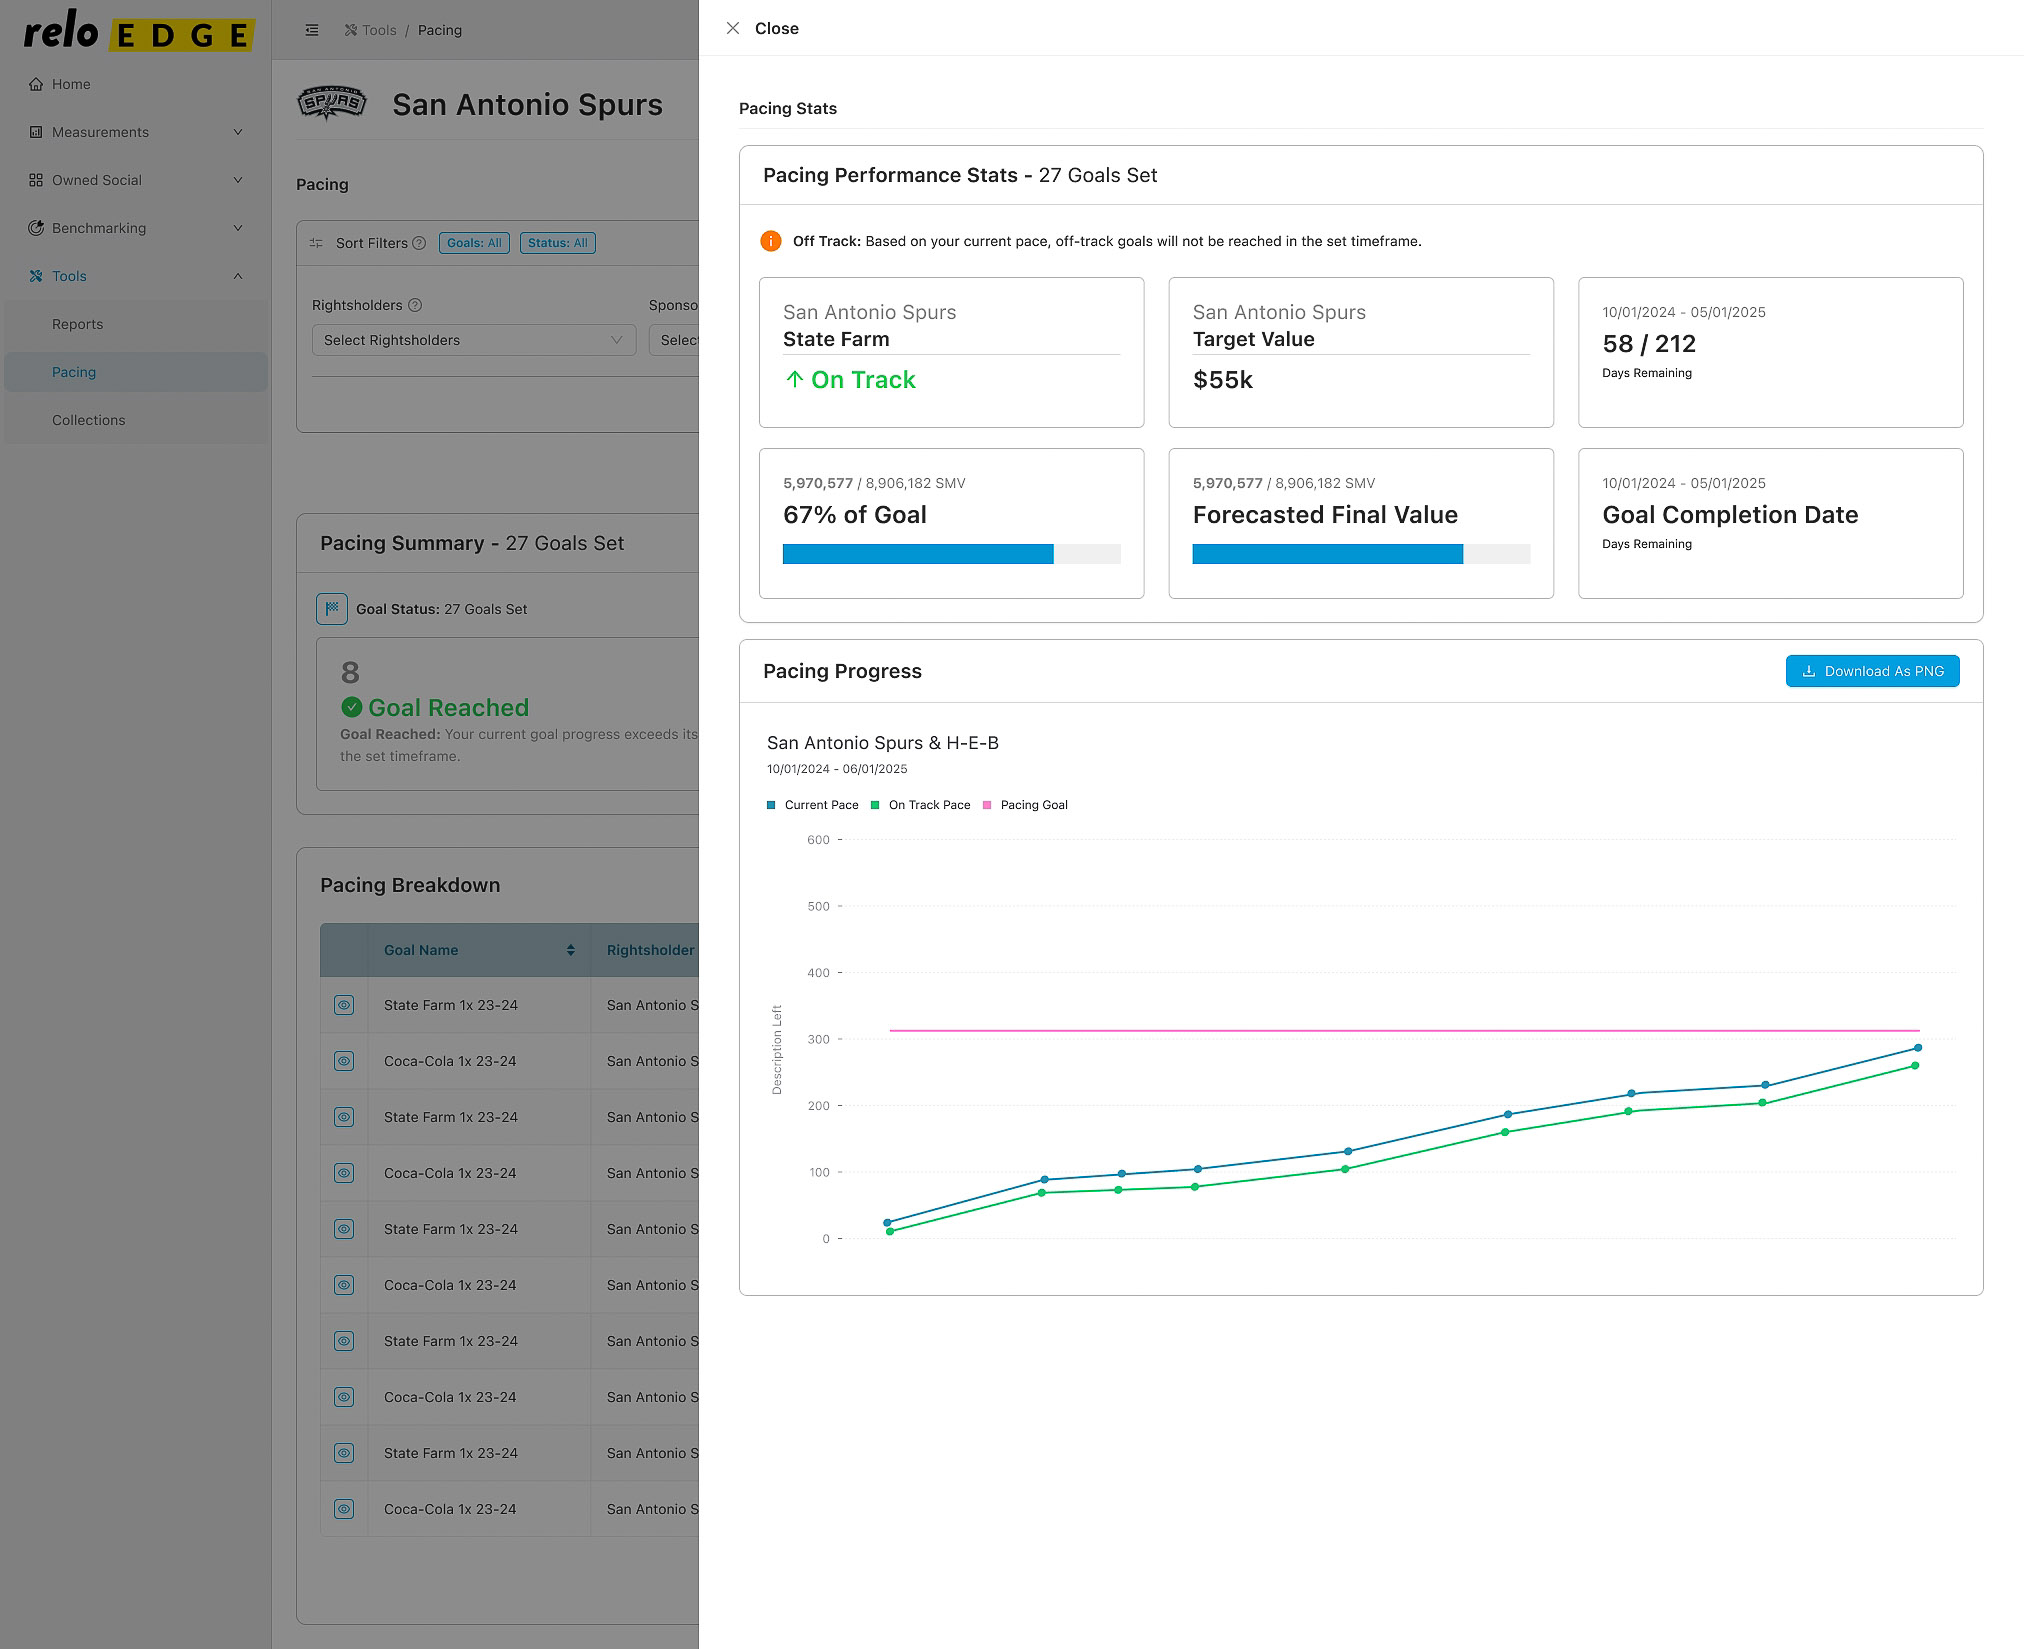 relo EDGE
Home
Measurements
Owned Social
Benchmarking
Tools
Reports
Pacing
Collections
Tools / Pacing
SAN ANTONIO
SPURS
San Antonio Spurs
Pacing
Sort Filters
Goals: All
Status: All
Rightsholders
Sponso
Select Rightsholders
Selec
Pacing Summary - 27 Goals Set
Goal Status: 27 Goals Set
8
Goal Reached
Goal Reached: Your current goal progress exceeds its
the set timeframe.
Pacing Breakdown
Goal Name
Rightsholder
State Farm 1x 23-24
San Antonio S
Coca-Cola 1x 23-24
San Antonio S
State Farm 1x 23-24
San Antonio S
Coca-Cola 1x 23-24
San Antonio S
State Farm 1x 23-24
San Antonio S
Coca-Cola 1x 23-24
San Antonio S
State Farm 1x 23-24
San Antonio S
Coca-Cola 1x 23-24
San Antonio S
State Farm 1x 23-24
San Antonio S
Coca-Cola 1x 23-24
San Antonio S
Close
Pacing Stats
Pacing Performance Stats - 27 Goals Set
Off Track: Based on your current pace, off-track goals will not be reached in the set timeframe.
San Antonio Spurs
State Farm
On Track
San Antonio Spurs
Target Value
$55k
10/01/2024 - 05/01/2025
58 / 212
Days Remaining
5,970,577 / 8,906,182 SMV
67% of Goal
5,970,577 / 8,906,182 SMV
Forecasted Final Value
10/01/2024 - 05/01/2025
Goal Completion Date
Days Remaining
Pacing Progress
Download As PNG
San Antonio Spurs & H-E-B
10/01/2024 - 06/01/2025
Current Pace
On Track Pace
Pacing Goal
600
500
400
300
200
100
0
Description Left